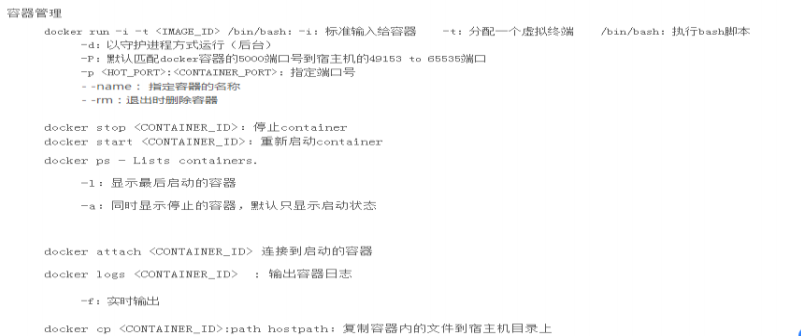 容器管理
docker run -i -t <IMAGE_ID> /bin/bash：-i：标准输入给容器 -t：分配一个虚拟终端 /bin/bash：执行bash脚本
-d：以守护进程方式运行（后台）
-P：默认匹配docker容器的5000端口号到宿主机的49153 to 65535端口
-p <HOT_PORT>:<CONTAINER_PORT>：指定端口号
--name：指定容器的名称
--rm：退出时删除容器
docker stop <CONTAINER_ID>：停止container
docker start <CONTAINER_ID>：重新启动container
docker ps - Lists containers.
-l：显示最后启动的容器
-a：同时显示停止的容器，默认只显示启动状态
docker attach <CONTAINER_ID> 连接到启动的容器
docker logs <CONTAINER_ID> ：输出容器日志
-f：实时输出
docker cp <CONTAINER_ID>:path hostpath：复制容器内的文件到宿主机目录上